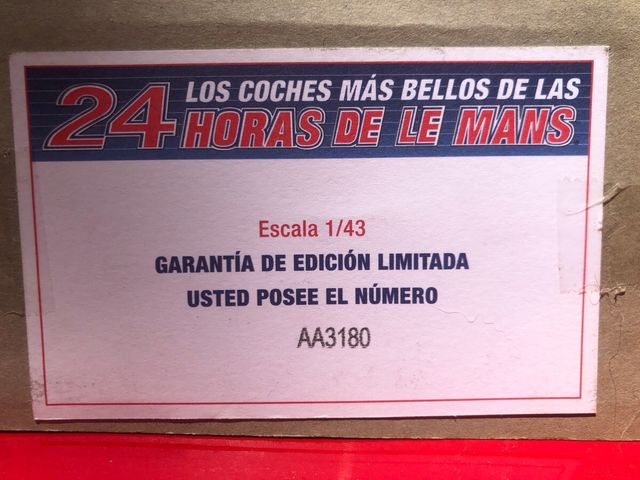 LOS COCHES MÁS BELLOS DE LAS
24 HORAS DE LE MANS
Escala 1/43
GARANTÍA DE EDICIÓN LIMITADA
USTED POSEE EL NÚMERO
AA3180